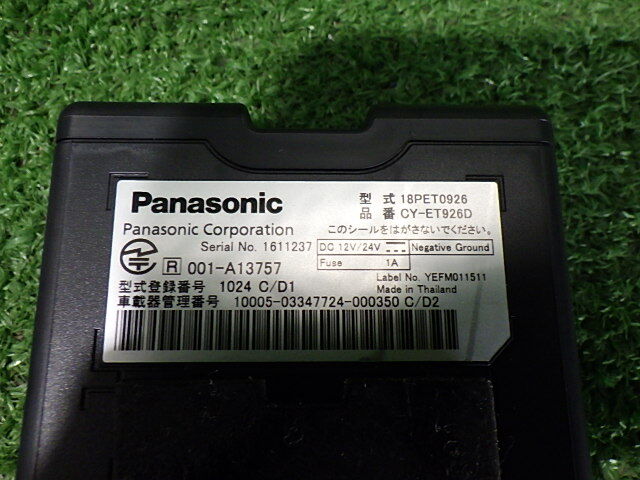 Panasonic
型 式 18PET0926
品 番 CY-ET926D
Panasonic Corporation
このシールをはがさないでください。
Serial No. 1611237
DC 12V/24V Negative Ground
Fuse 1A
R 001-A13757
Label No. YEFM011511
Made in Thailand
型式登録番号 1024 C/D1
車載器管理番号 10005-03347724-000350 C/D2